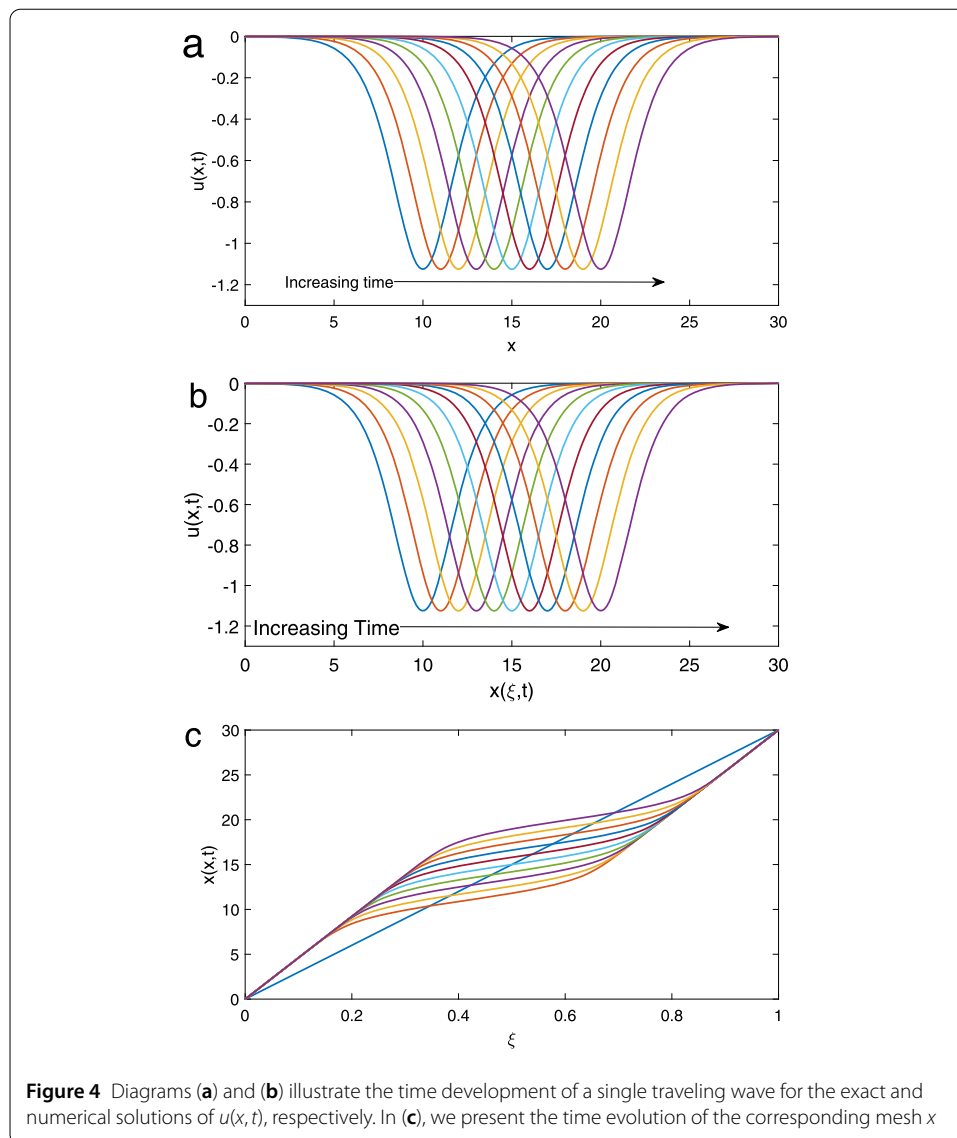 a
0
-0.2
-0.4
-0.6
-0.8
-1
-1.2
u(x,t)
Increasing time
0 5 10 15 20 25 30
x
b
0
-0.2
-0.4
-0.6
-0.8
-1
-1.2
u(x,t)
Increasing Time
0 5 10 15 20 25 30
x(ξ,t)
c
30
25
20
15
10
5
0
x(x,t)
0 0.2 0.4 0.6 0.8 1
ξ
Figure 4 Diagrams (a) and (b) illustrate the time development of a single traveling wave for the exact and
numerical solutions of u(x, t), respectively. In (c), we present the time evolution of the corresponding mesh x